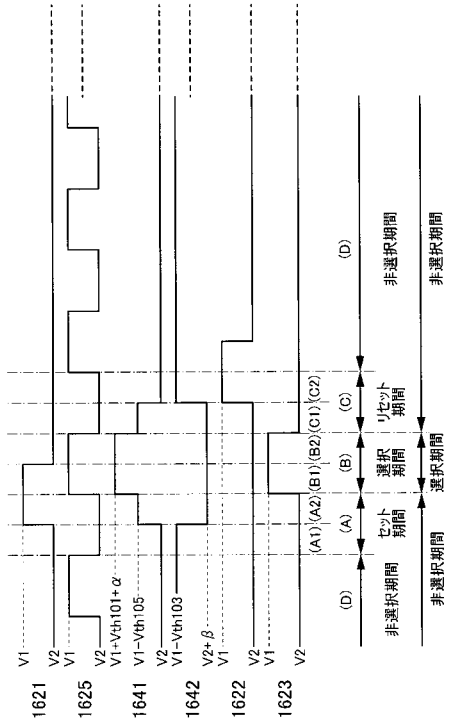 1621
V1
V2
1625
V1
V2
1641
V1+Vth101+α
V1-Vth105
V2
1642
V1-Vth103
V2+β
1622
V1
V2
1623
V1
V2
(A1) (A2) (B1) (B2) (C1) (C2)
(D) (A) (B) (C) (D)
非選択期間 セット期間 選択期間 リセット期間 非選択期間
非選択期間 選択期間 非選択期間